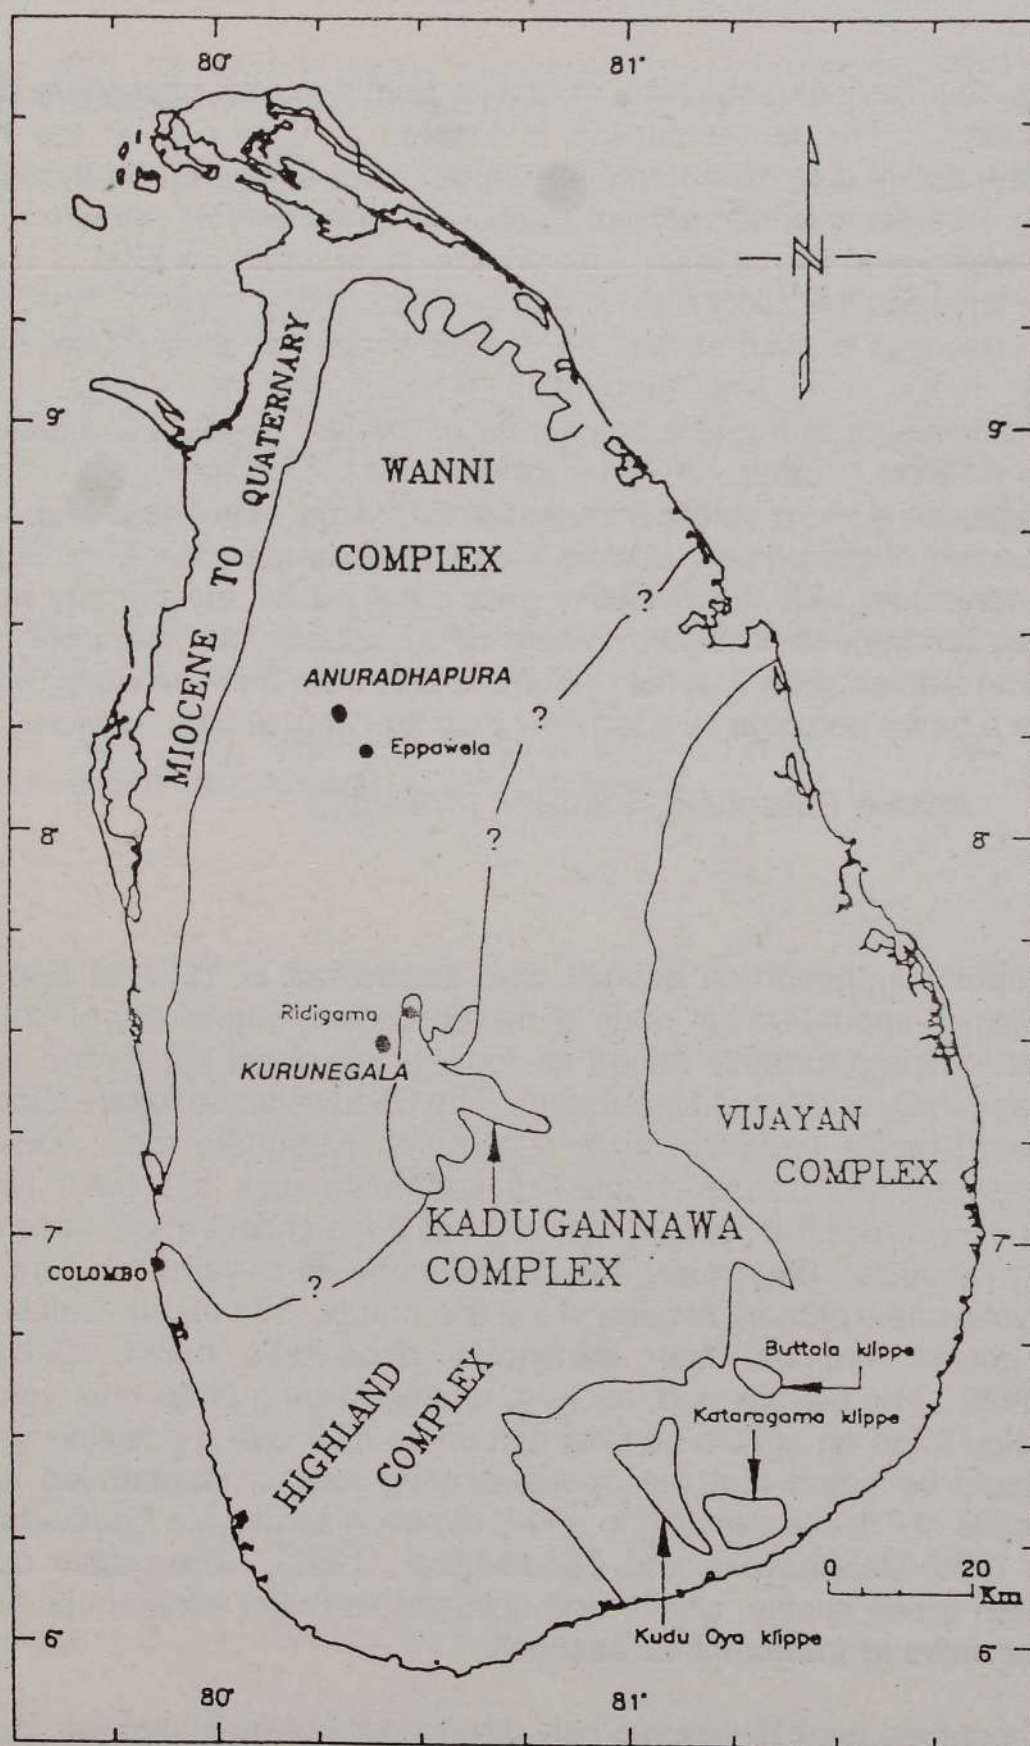 80°
81°
N
QUATERNARY
9°
9°
WANNI
COMPLEX
TO
?
MIOCENE
ANURADHAPURA
?
Eppawela
8°
?
8°
Ridigama
KURUNEGALA
VIJAYAN
COMPLEX
KADUGANNAWA
COMPLEX
7°
7°
COLOMBO
?
Buttala klippe
Kataragama klippe
HIGHLAND
COMPLEX
0 20
Km
Kudu Oya klippe
6°
6°
80°
81°